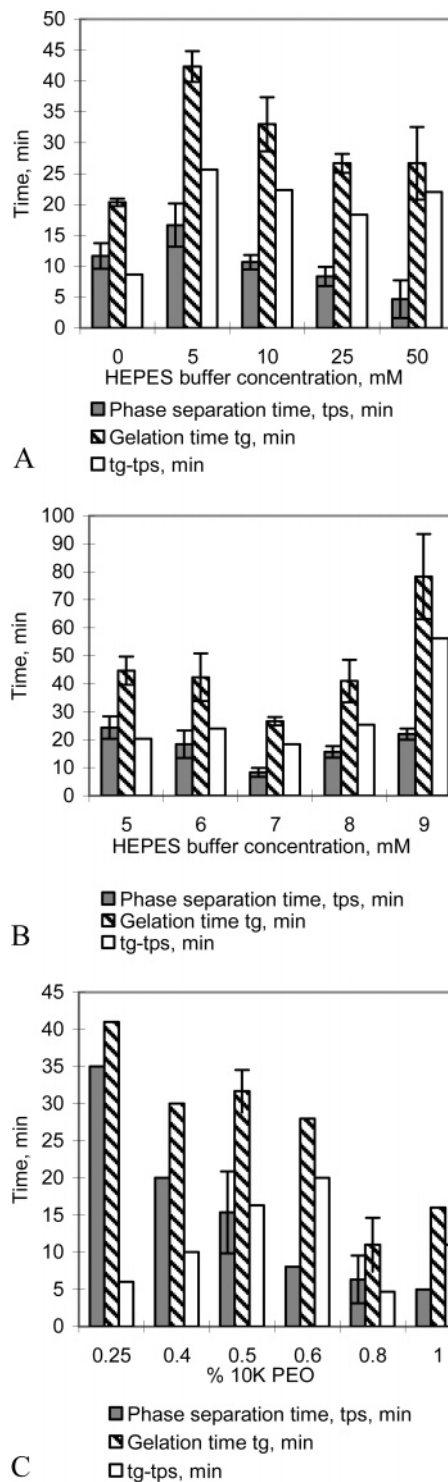 50
45
40
35
30
25
20
15
10
5
0
Time, min
0 5 10 25 50
HEPES buffer concentration, mM
Phase separation time, tps, min
Gelation time tg, min
tg-tps, min
A
100
90
80
70
60
50
40
30
20
10
0
Time, min
5 6 7 8 9
HEPES buffer concentration, mM
Phase separation time, tps, min
Gelation time tg, min
tg-tps, min
B
45
40
35
30
25
20
15
10
5
0
Time, min
0.25 0.4 0.5 0.6 0.8 1
% 10K PEO
Phase separation time, tps, min
Gelation time tg, min
tg-tps, min
C